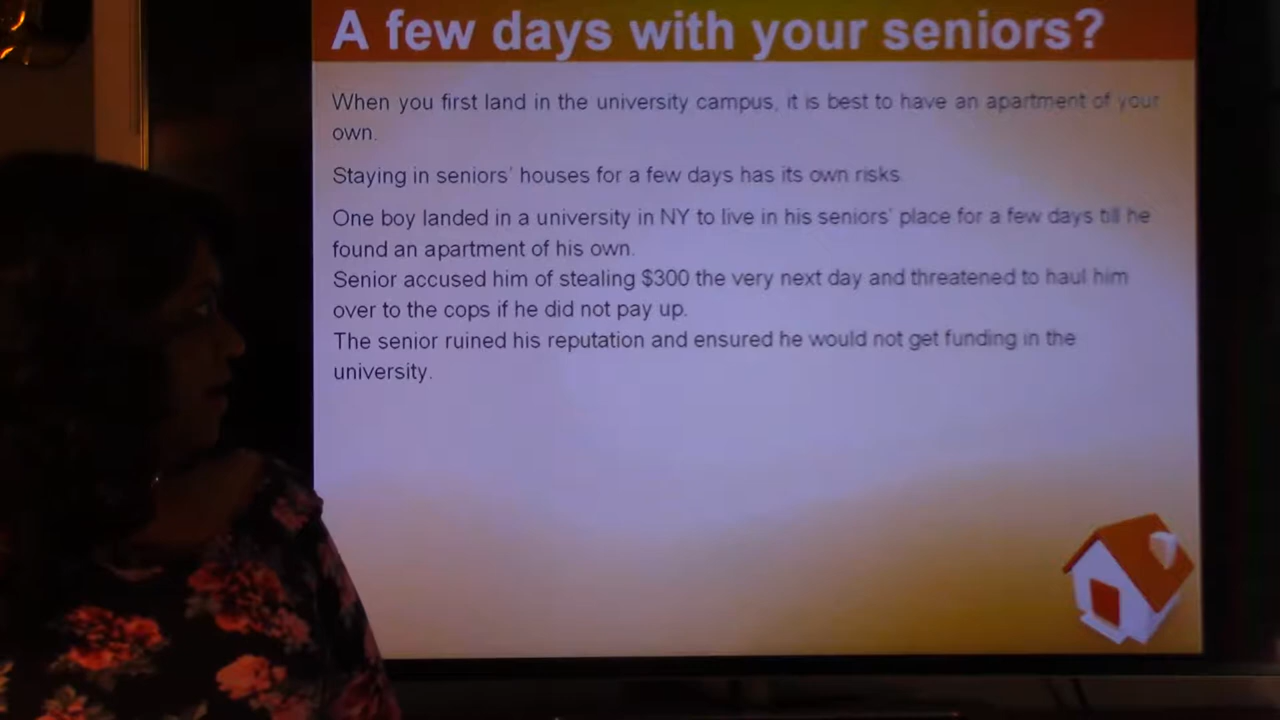 A few days with your seniors?
When you first land in the university campus, it is best to have an apartment of your
own.
Staying in seniors' houses for a few days has its own risks.
One boy landed in a university in NY to live in his seniors' place for a few days till he
found an apartment of his own.
Senior accused him of stealing $300 the very next day and threatened to haul him
over to the cops if he did not pay up.
The senior ruined his reputation and ensured he would not get funding in the
university.